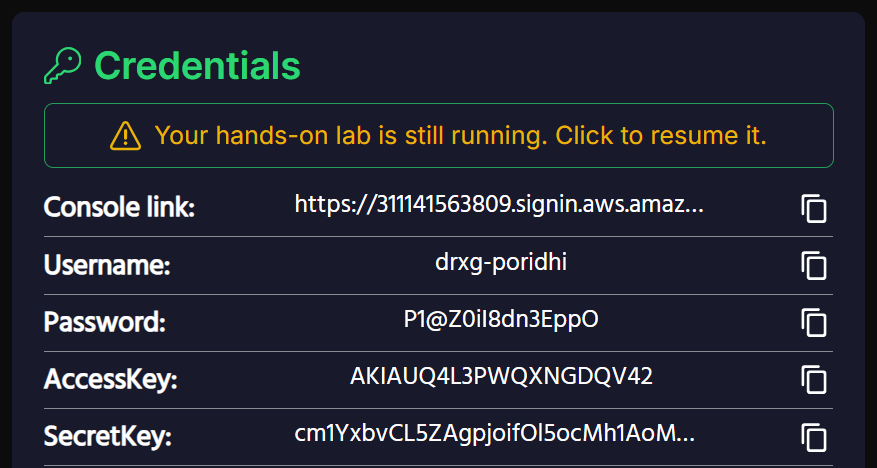 Credentials
Your hands-on lab is still running. Click to resume it.
Console link: https://311141563809.signin.aws.amaz...
Username: drxg-poridhi
Password: P1@Z0iI8dn3EppO
AccessKey: AKIAUQ4L3PWQXNGDQV42
SecretKey: cm1YxbvCL5ZAgpjoifOl5ocMh1AoM...